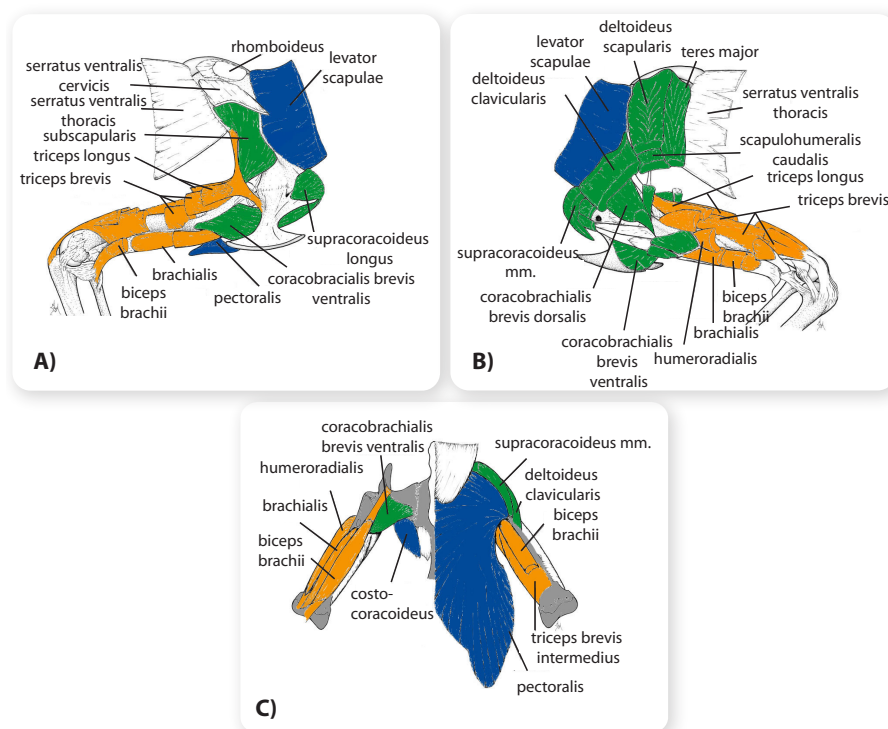 rhomboideus
levator
scapulae
serratus ventralis
cervicis
serratus ventralis
thoracis
subscapularis
triceps longus
triceps brevis
supracoracoideus
longus
coracobracialis brevis
ventralis
brachialis
pectoralis
biceps
brachii
A)
deltoideus
scapularis
levator
scapulae
teres major
deltoideus
clavicularis
serratus ventralis
thoracis
scapulohumeralis
caudalis
triceps longus
triceps brevis
supracoracoideus
mm.
coracobrachialis
brevis dorsalis
biceps
brachii
brachialis
humeroradialis
coracobrachialis
brevis
ventralis
B)
coracobrachialis
brevis ventralis
supracoracoideus mm.
humeroradialis
deltoideus
clavicularis
brachialis
biceps
brachii
biceps
brachii
costo-
coracoideus
triceps brevis
intermedius
pectoralis
C)